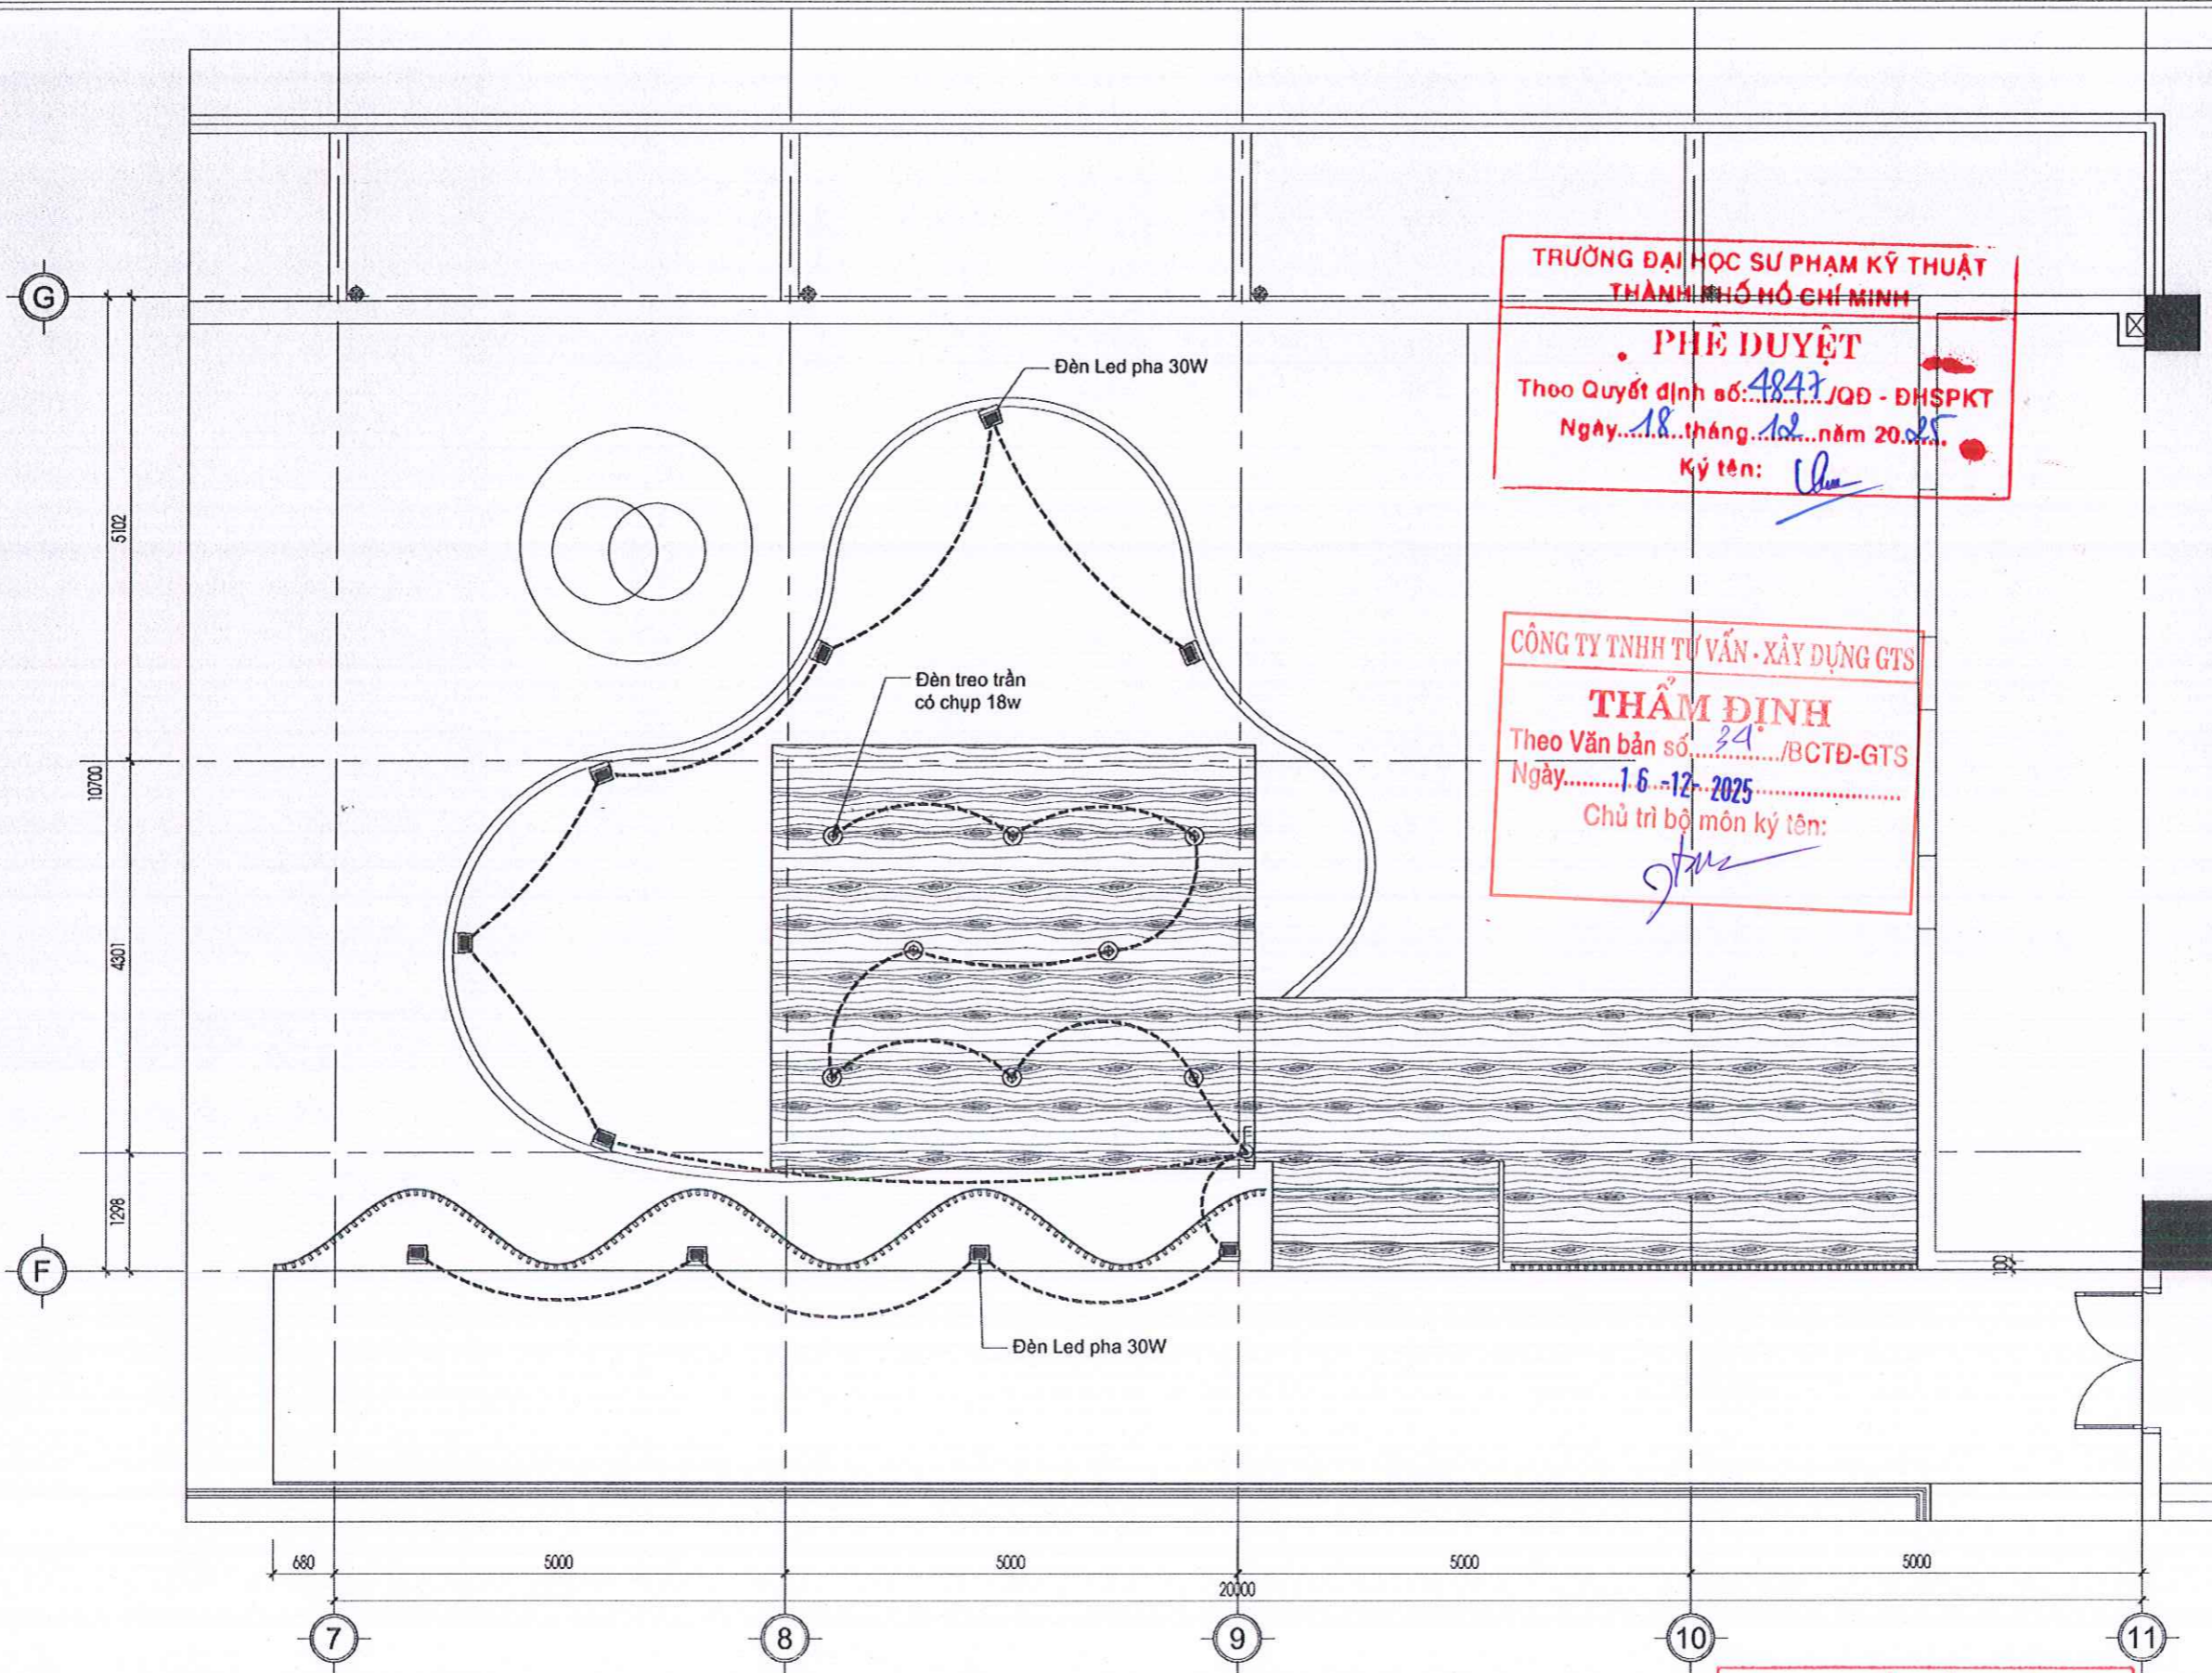 G
F
Đèn Led pha 30W
Đèn treo trần
có chụp 18w
Đèn Led pha 30W
TRƯỜNG ĐẠI HỌC SƯ PHẠM KỸ THUẬT
THÀNH PHỐ HỒ CHÍ MINH
PHÊ DUYỆT
Theo Quyết định số: 4847 /QĐ - ĐHSPKT
Ngày 18 tháng 12 năm 2025
Ký tên:
CÔNG TY TNHH TƯ VẤN - XÂY DỰNG GTS
THẨM ĐỊNH
Theo Văn bản số 34 /BCTĐ-GTS
Ngày 16 -12- 2025
Chủ trì bộ môn ký tên:
5102
10700
4301
1298
100
680
5000
5000
5000
5000
20000
7
8
9
10
11